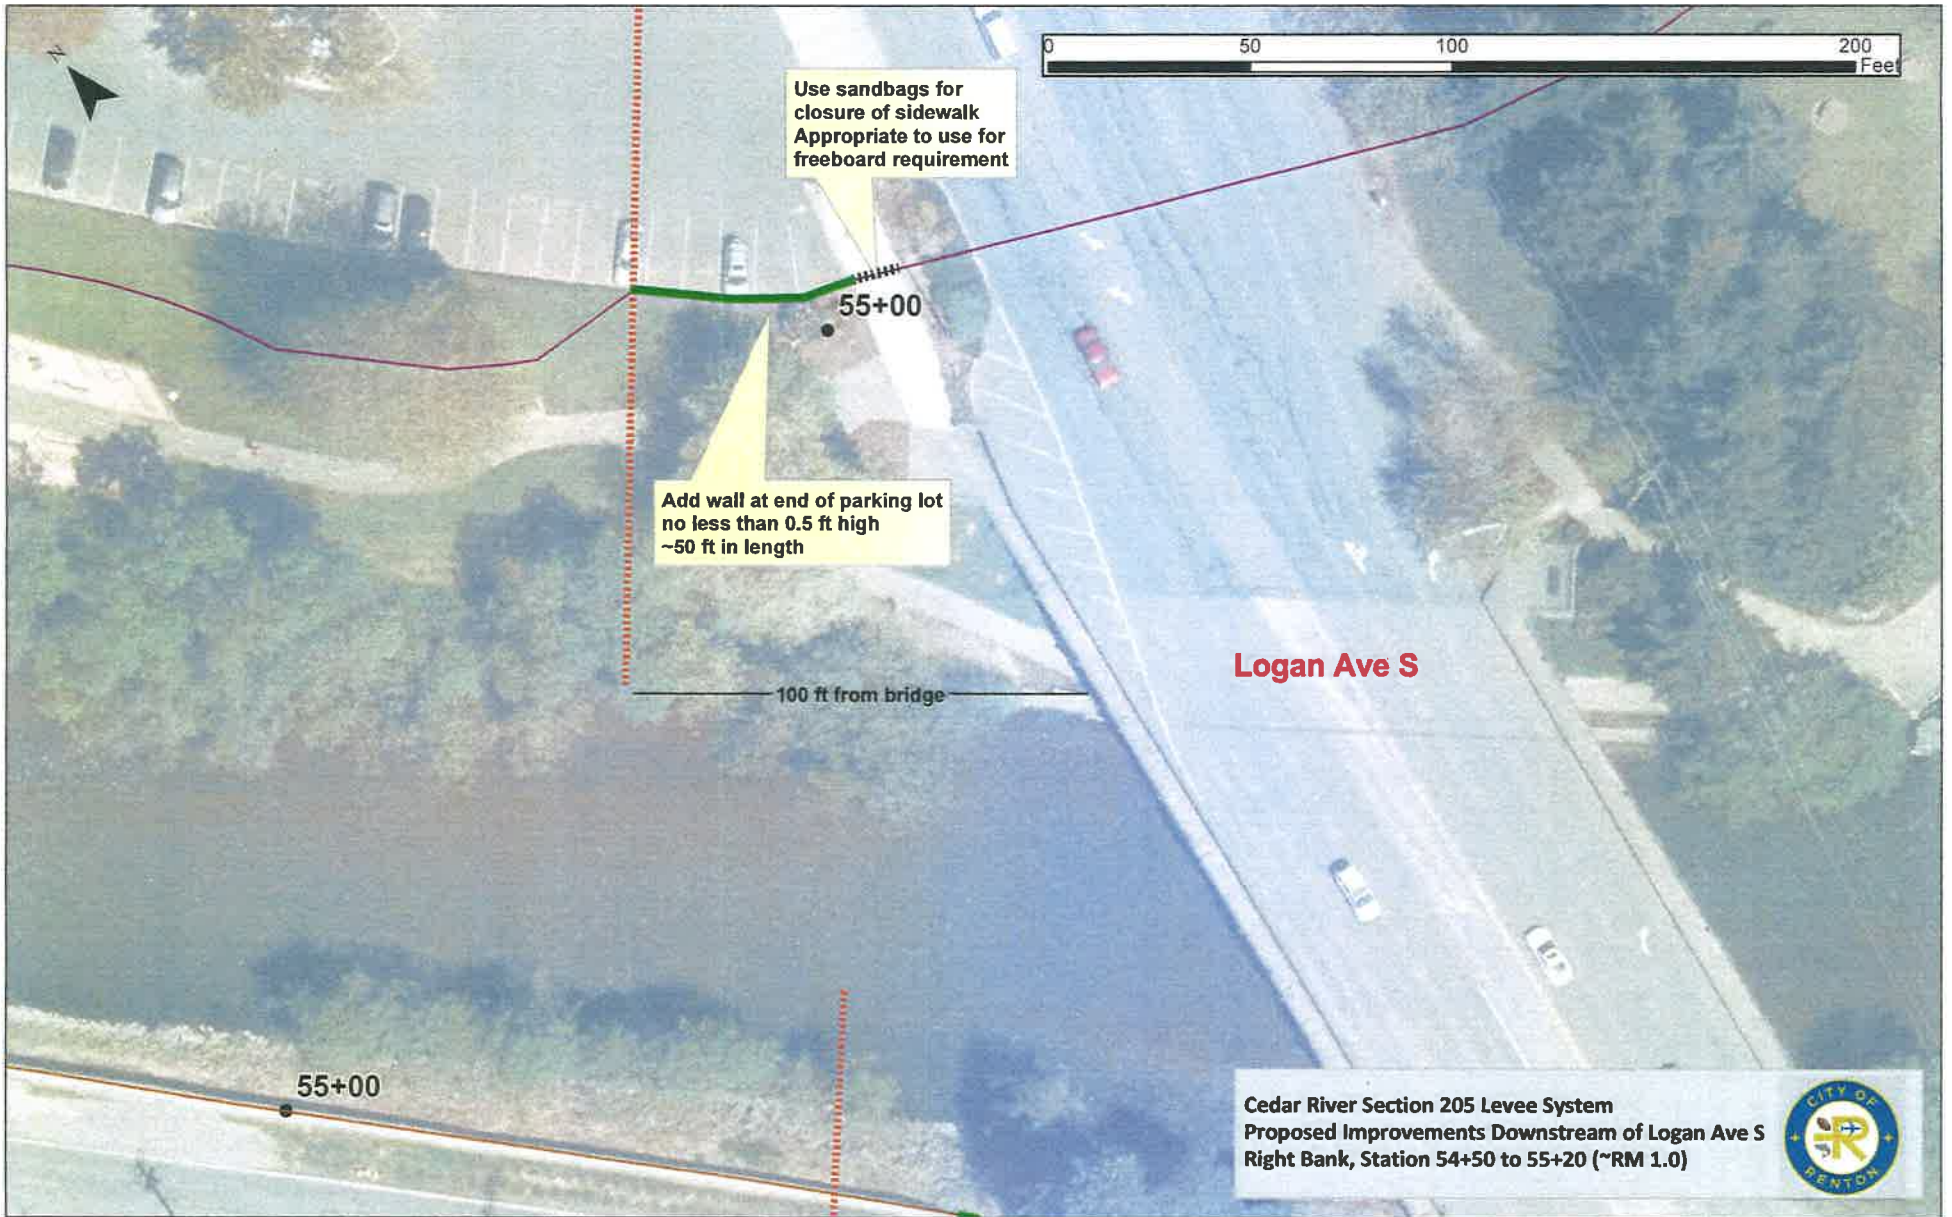 N
0 50 100 200
Feet
Use sandbags for
closure of sidewalk
Appropriate to use for
freeboard requirement
55+00
Add wall at end of parking lot
no less than 0.5 ft high
~50 ft in length
Logan Ave S
100 ft from bridge
55+00
Cedar River Section 205 Levee System
Proposed Improvements Downstream of Logan Ave S
Right Bank, Station 54+50 to 55+20 (~RM 1.0)
CITY OF
R
RENTON